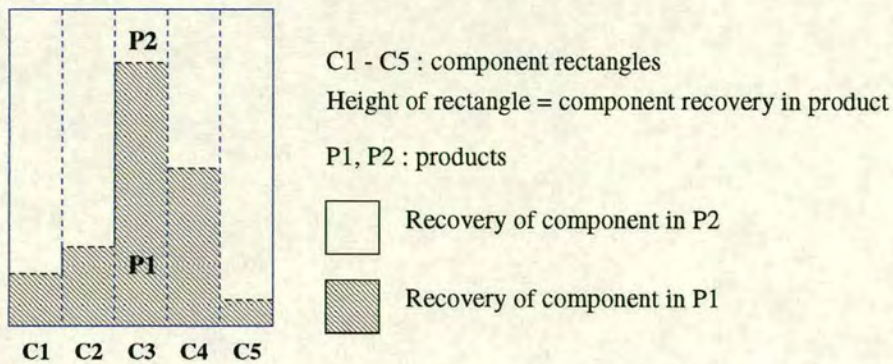 P2
P1
C1 C2 C3 C4 C5
C1 - C5 : component rectangles
Height of rectangle = component recovery in product
P1, P2 : products
Recovery of component in P2
Recovery of component in P1